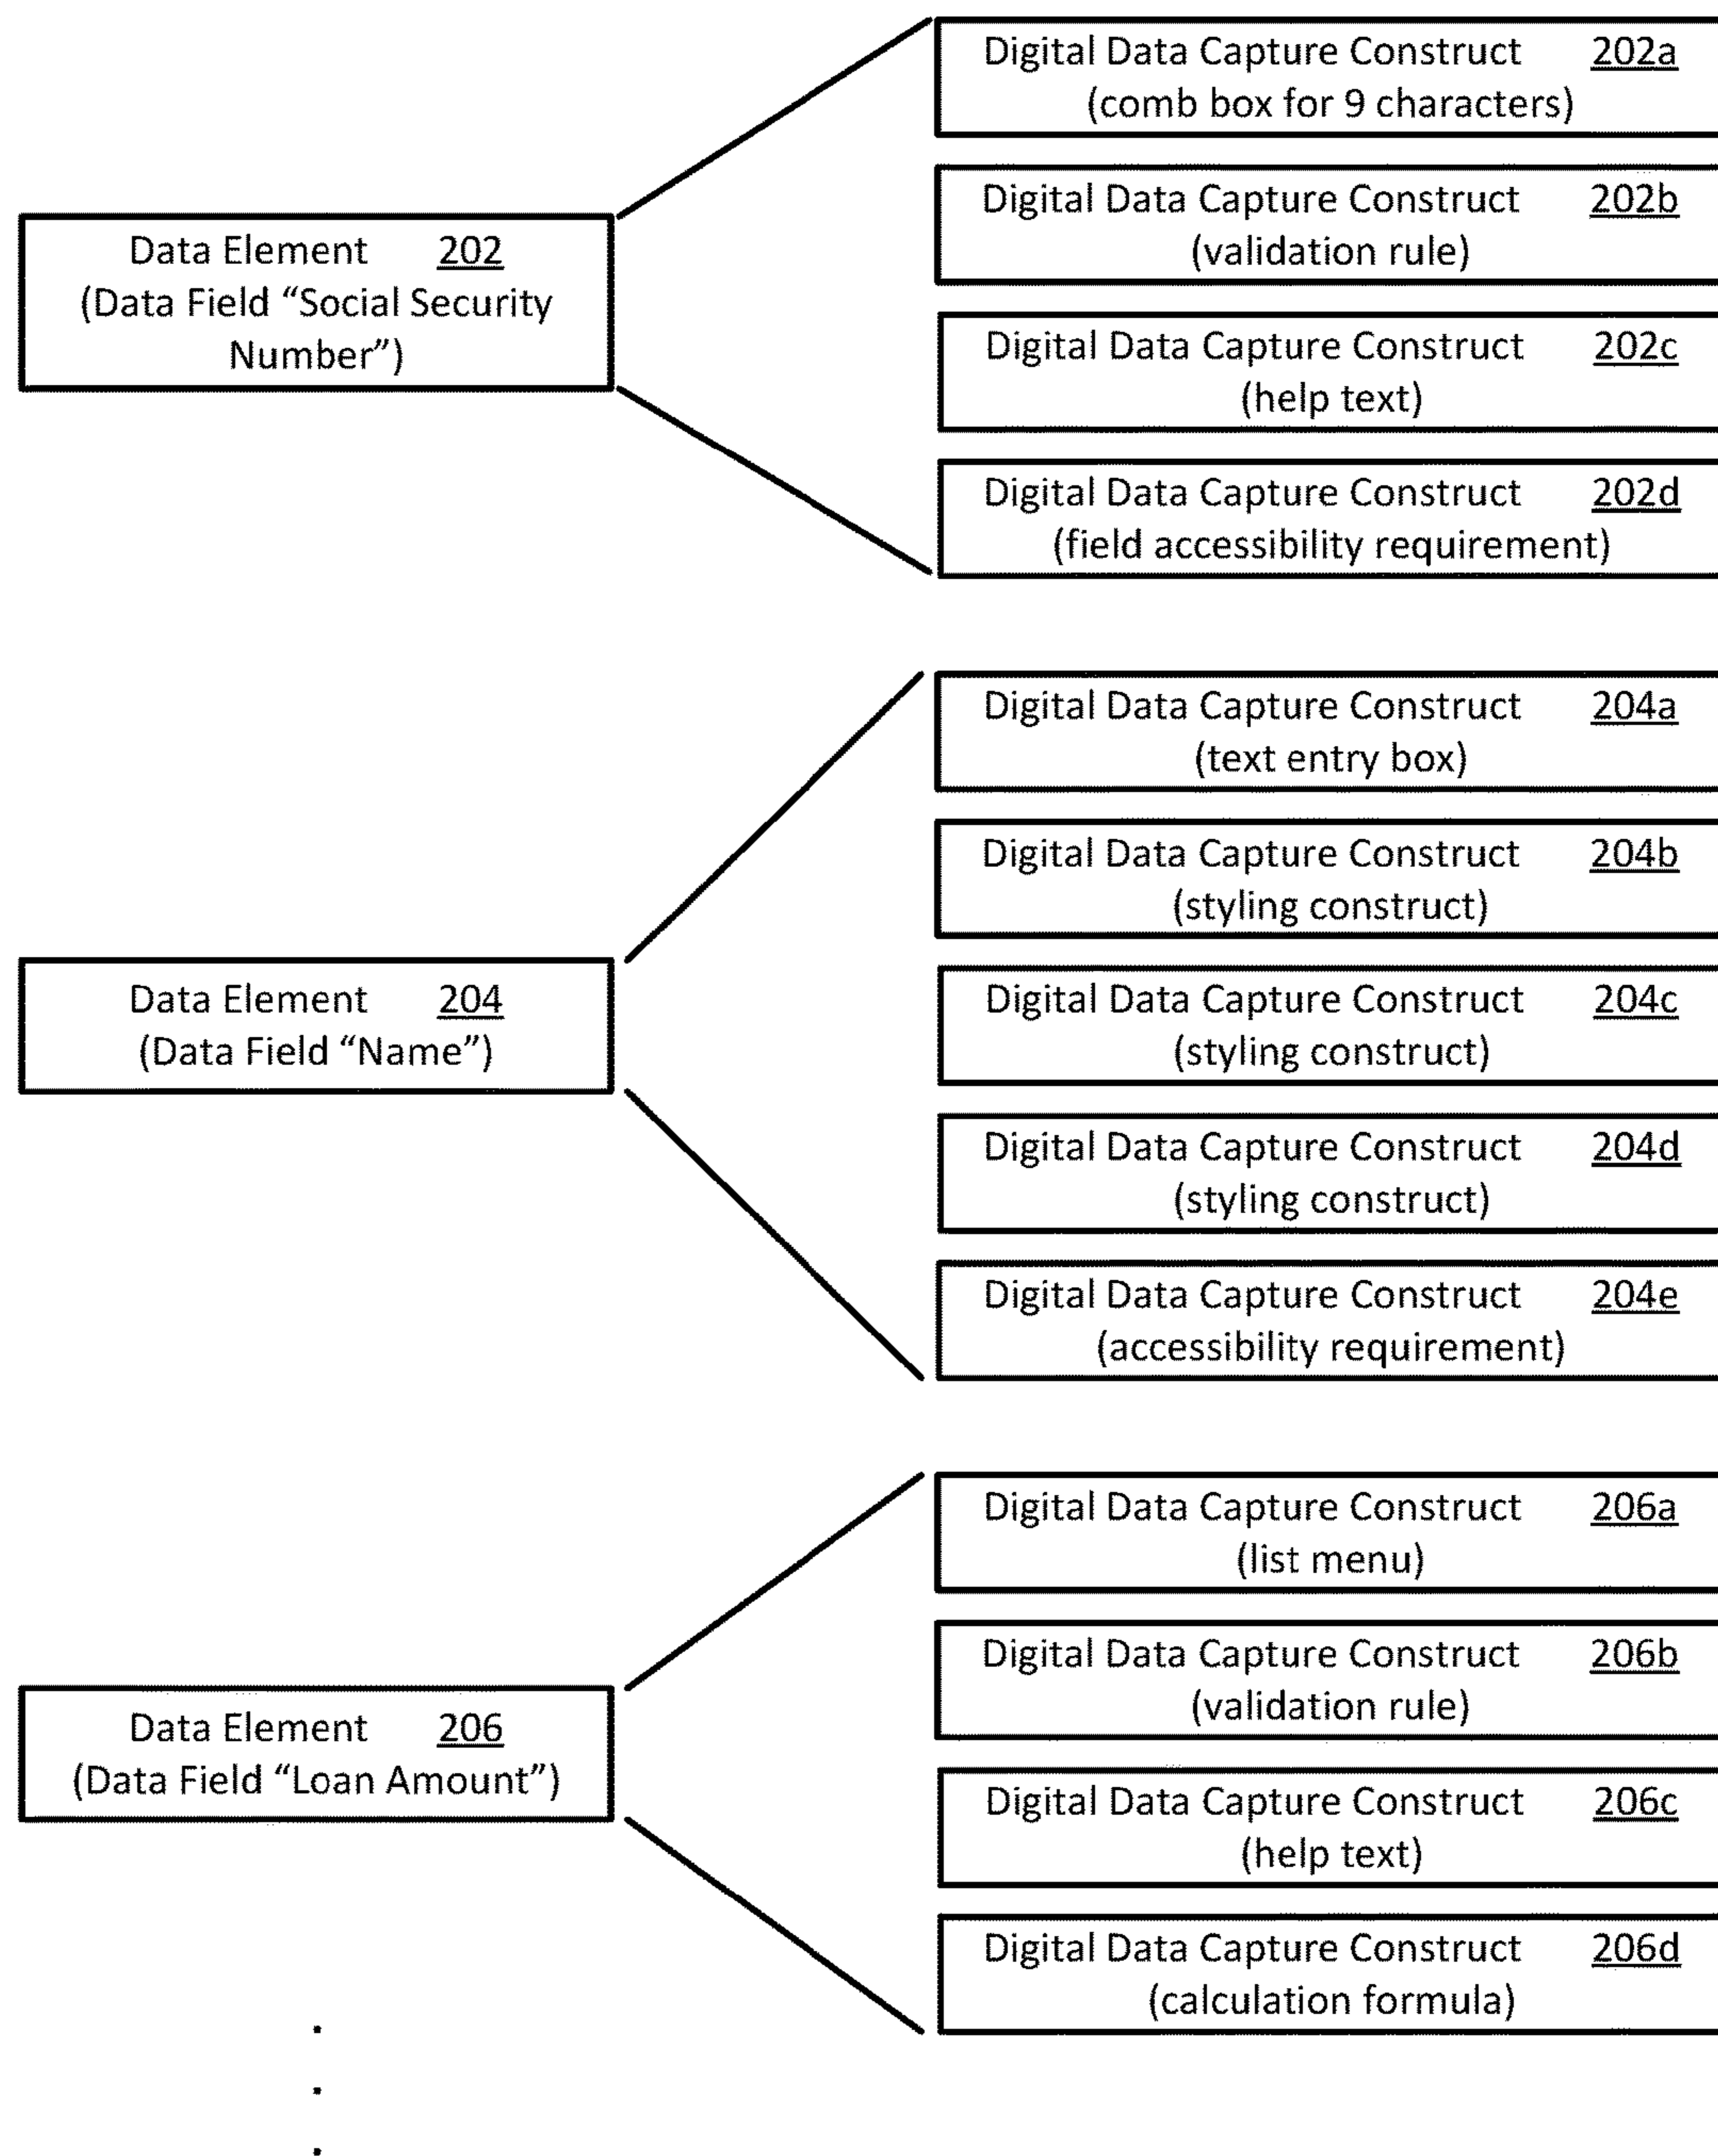 Digital Data Capture Construct 202a
(comb box for 9 characters)
Digital Data Capture Construct 202b
(validation rule)
Data Element 202
(Data Field “Social Security
Number”)
Digital Data Capture Construct 202c
(help text)
Digital Data Capture Construct 202d
(field accessibility requirement)
Digital Data Capture Construct 204a
(text entry box)
Digital Data Capture Construct 204b
(styling construct)
Data Element 204
(Data Field “Name”)
Digital Data Capture Construct 204c
(styling construct)
Digital Data Capture Construct 204d
(styling construct)
Digital Data Capture Construct 204e
(accessibility requirement)
Digital Data Capture Construct 206a
(list menu)
Digital Data Capture Construct 206b
(validation rule)
Data Element 206
(Data Field “Loan Amount”)
Digital Data Capture Construct 206c
(help text)
Digital Data Capture Construct 206d
(calculation formula)
.
.
.